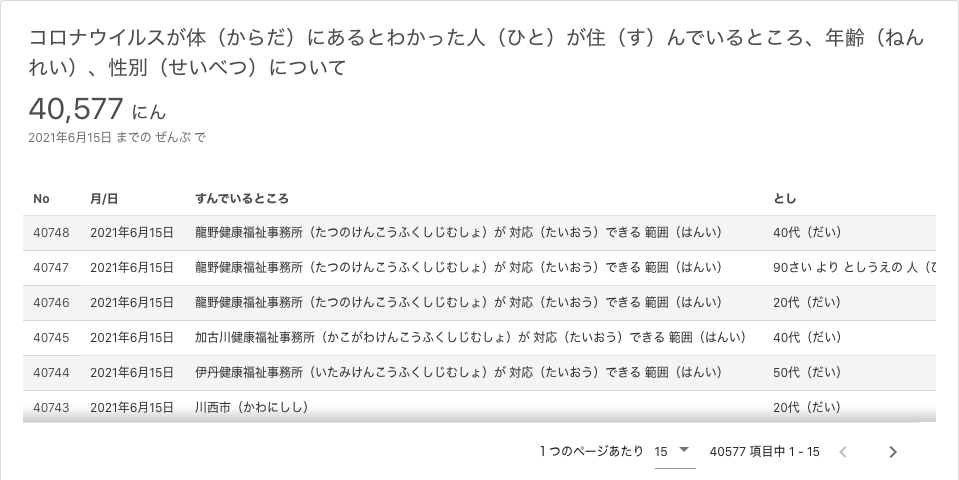 コロナウイルスが体（からだ）にあるとわかった人（ひと）が住（す）んでいるところ、年齢（ねん
れい）、性別（せいべつ）について
40,577 にん
2021年6月15日 までの ぜんぶ で
No 月/日 すんでいるところ とし
40748 2021年6月15日 龍野健康福祉事務所（たつのけんこうふくしじむしょ）が 対応（たいおう）できる 範囲（はんい） 40代（だい）
40747 2021年6月15日 龍野健康福祉事務所（たつのけんこうふくしじむしょ）が 対応（たいおう）できる 範囲（はんい） 90さい より としうえの 人（ひ
40746 2021年6月15日 龍野健康福祉事務所（たつのけんこうふくしじむしょ）が 対応（たいおう）できる 範囲（はんい） 20代（だい）
40745 2021年6月15日 加古川健康福祉事務所（かこがわけんこうふくしじむしょ）が 対応（たいおう）できる 範囲（はんい） 40代（だい）
40744 2021年6月15日 伊丹健康福祉事務所（いたみけんこうふくしじむしょ）が 対応（たいおう）できる 範囲（はんい） 50代（だい）
40743 2021年6月15日 川西市（かわにしし） 20代（だい）
1 つのページあたり 15 40577 項目中 1 - 15